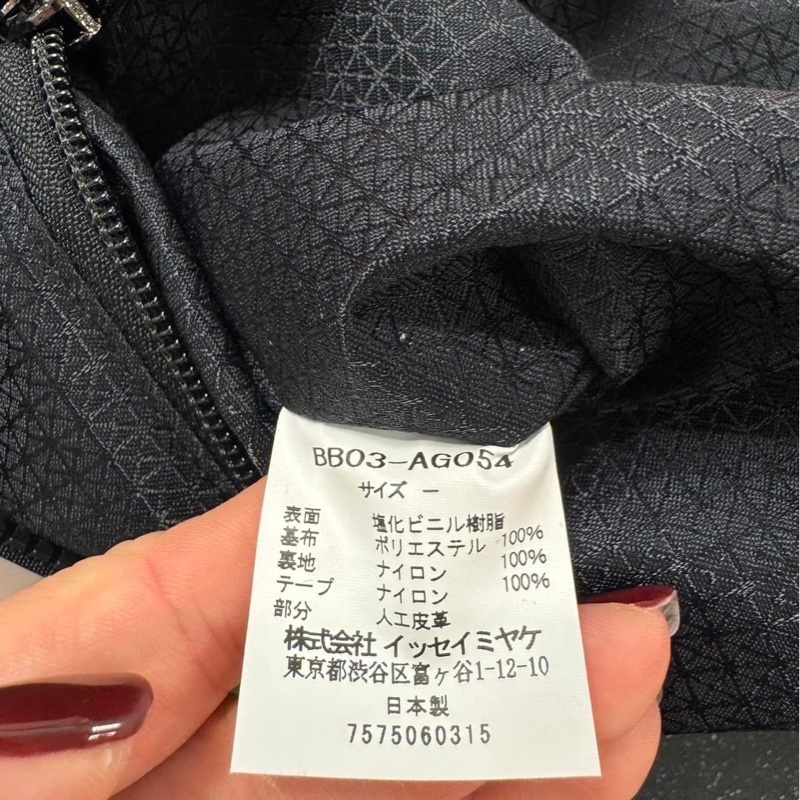 BB03-AG054
サイズ ー
表面 塩化ビニル樹脂
基布 ポリエステル 100%
裏地 ナイロン 100%
テープ ナイロン 100%
部分 人工皮革
株式会社 イッセイミヤケ
東京都渋谷区富ヶ谷1-12-10
日本製
7575060315